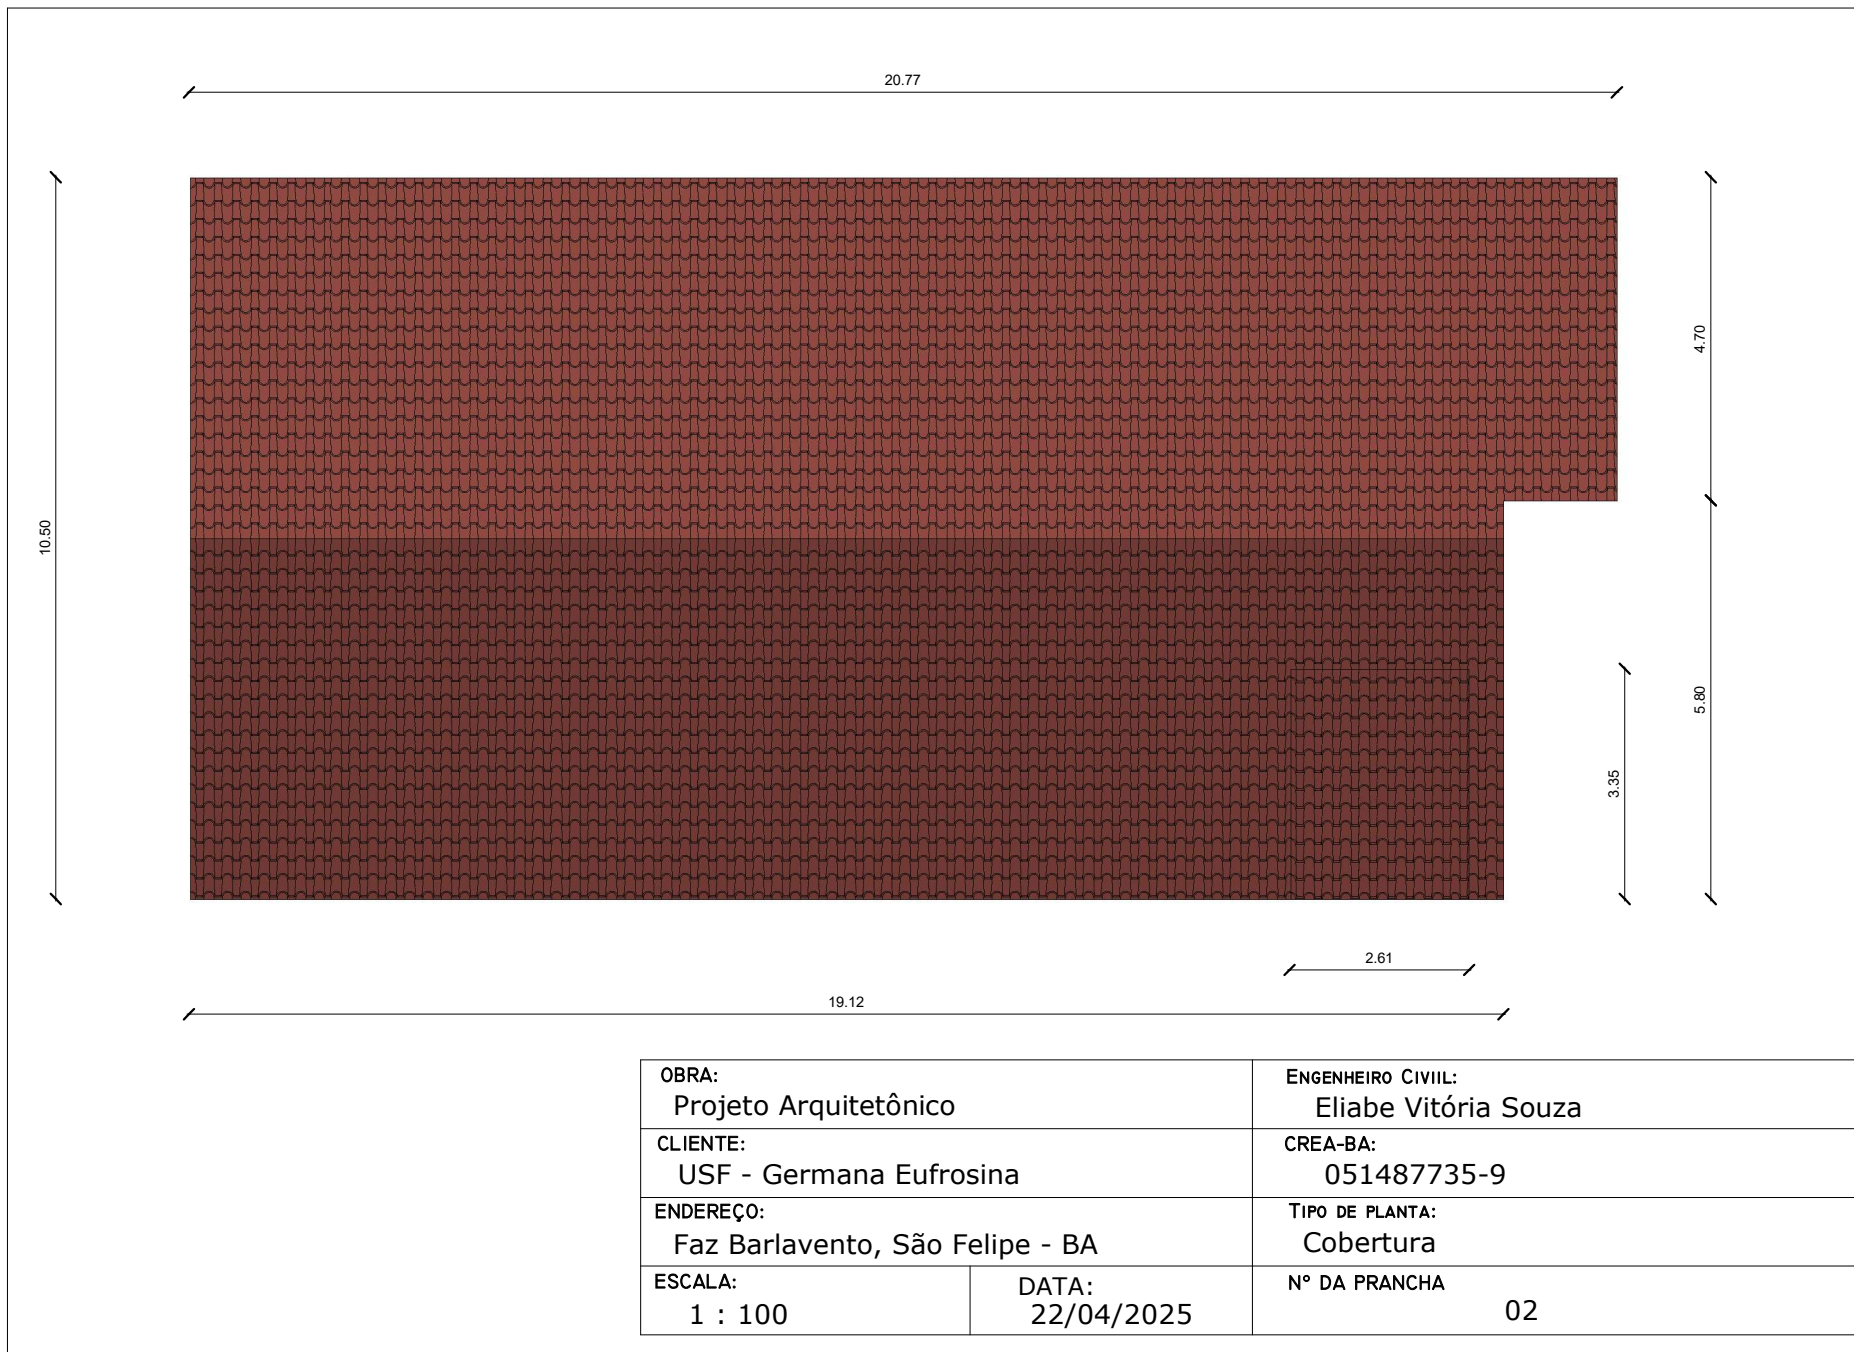 20.77
4.70
10.50
5.80
3.35
2.61
19.12
OBRA:
Projeto Arquitetônico
ENGENHEIRO CIVIIL:
Eliabe Vitória Souza
CLIENTE:
USF - Germana Eufrosina
CREA-BA:
051487735-9
ENDEREÇO:
Faz Barlavento, São Felipe - BA
TIPO DE PLANTA:
Cobertura
ESCALA:
1 : 100
DATA:
22/04/2025
Nº DA PRANCHA
02